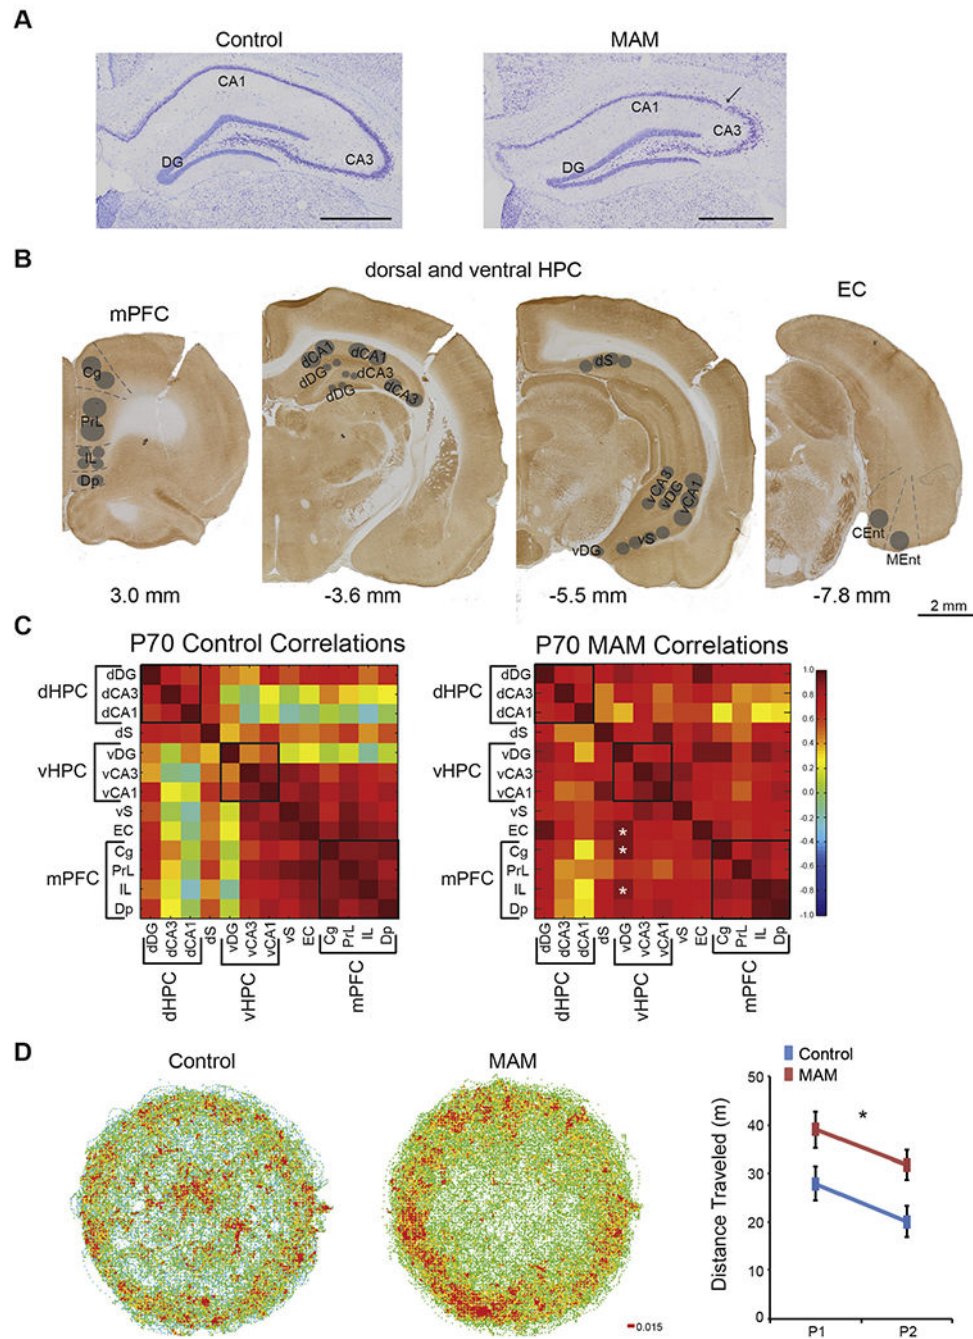 A
Control
MAM
CA1
CA3
DG
CA1
CA3
DG
B
dorsal and ventral HPC
mPFC
EC
Cg
PrL
IL
Dp
dCA1
dCA1
dDG
dCA3
dDG
dCA3
dS
vCA3
vDG
vCA1
vS
vDG
CEnt
MEnt
3.0 mm
-3.6 mm
-5.5 mm
-7.8 mm
2 mm
C
P70 Control Correlations
P70 MAM Correlations
dHPC
vHPC
mPFC
dDG
dCA3
dCA1
dS
vDG
vCA3
vCA1
vS
EC
Cg
PrL
IL
Dp
dDG
dCA3
dCA1
dS
vDG
vCA3
vCA1
vS
EC
Cg
PrL
IL
Dp
dHPC
vHPC
mPFC
dHPC
vHPC
mPFC
dDG
dCA3
dCA1
dS
vDG
vCA3
vCA1
vS
EC
Cg
PrL
IL
Dp
*
*
*
dDG
dCA3
dCA1
dS
vDG
vCA3
vCA1
vS
EC
Cg
PrL
IL
Dp
dHPC
vHPC
mPFC
1.0
0.8
0.6
0.4
0.2
0.0
-0.2
-0.4
-0.6
-0.8
-1.0
D
Control
MAM
0.015
Control
MAM
Distance Traveled (m)
50
40
30
20
10
0
*
P1
P2